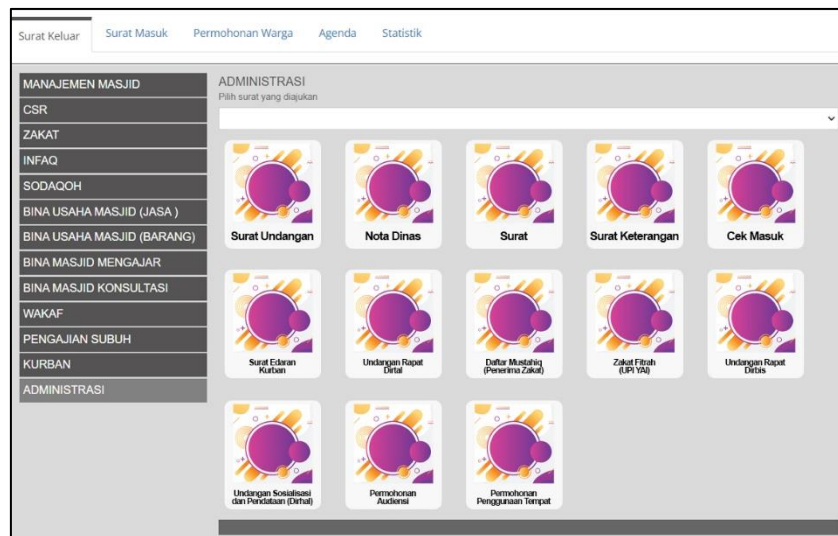 Surat Keluar
Surat Masuk
Permohonan Warga
Agenda
Statistik
MANAJEMEN MASJID
CSR
ZAKAT
INFAQ
SODAQOH
BINA USAHA MASJID (JASA )
BINA USAHA MASJID (BARANG)
BINA MASJID MENGAJAR
BINA MASJID KONSULTASI
WAKAF
PENGAJIAN SUBUH
KURBAN
ADMINISTRASI
ADMINISTRASI
Pilih surat yang diajukan
Surat Undangan
Nota Dinas
Surat
Surat Keterangan
Cek Masuk
Surat Edaran
Kurban
Undangan Rapat
Dirtal
Daftar Mustahiq
(Penerima Zakat)
Zakat Fitrah
(UPI YAI)
Undangan Rapat
Dirbis
Undangan Sosialisasi
dan Pendataan (Dirhal)
Permohonan
Audiensi
Permohonan
Penggunaan Tempat